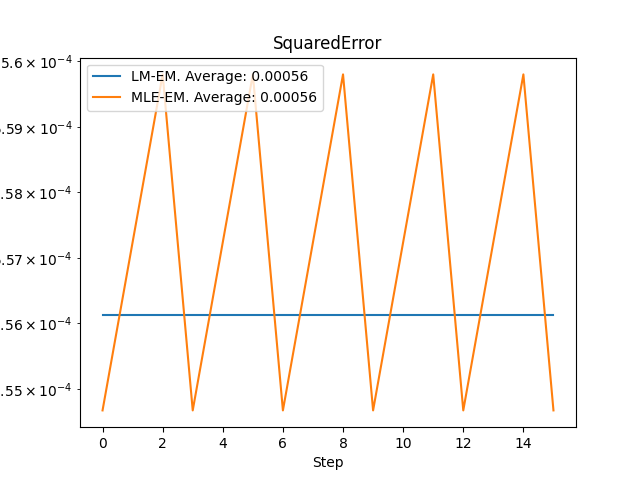 SquaredError
LM-EM. Average: 0.00056
MLE-EM. Average: 0.00056
5.6 × 10⁻⁴
.59 × 10⁻⁴
.58 × 10⁻⁴
.57 × 10⁻⁴
.56 × 10⁻⁴
.55 × 10⁻⁴
0 2 4 6 8 10 12 14
Step